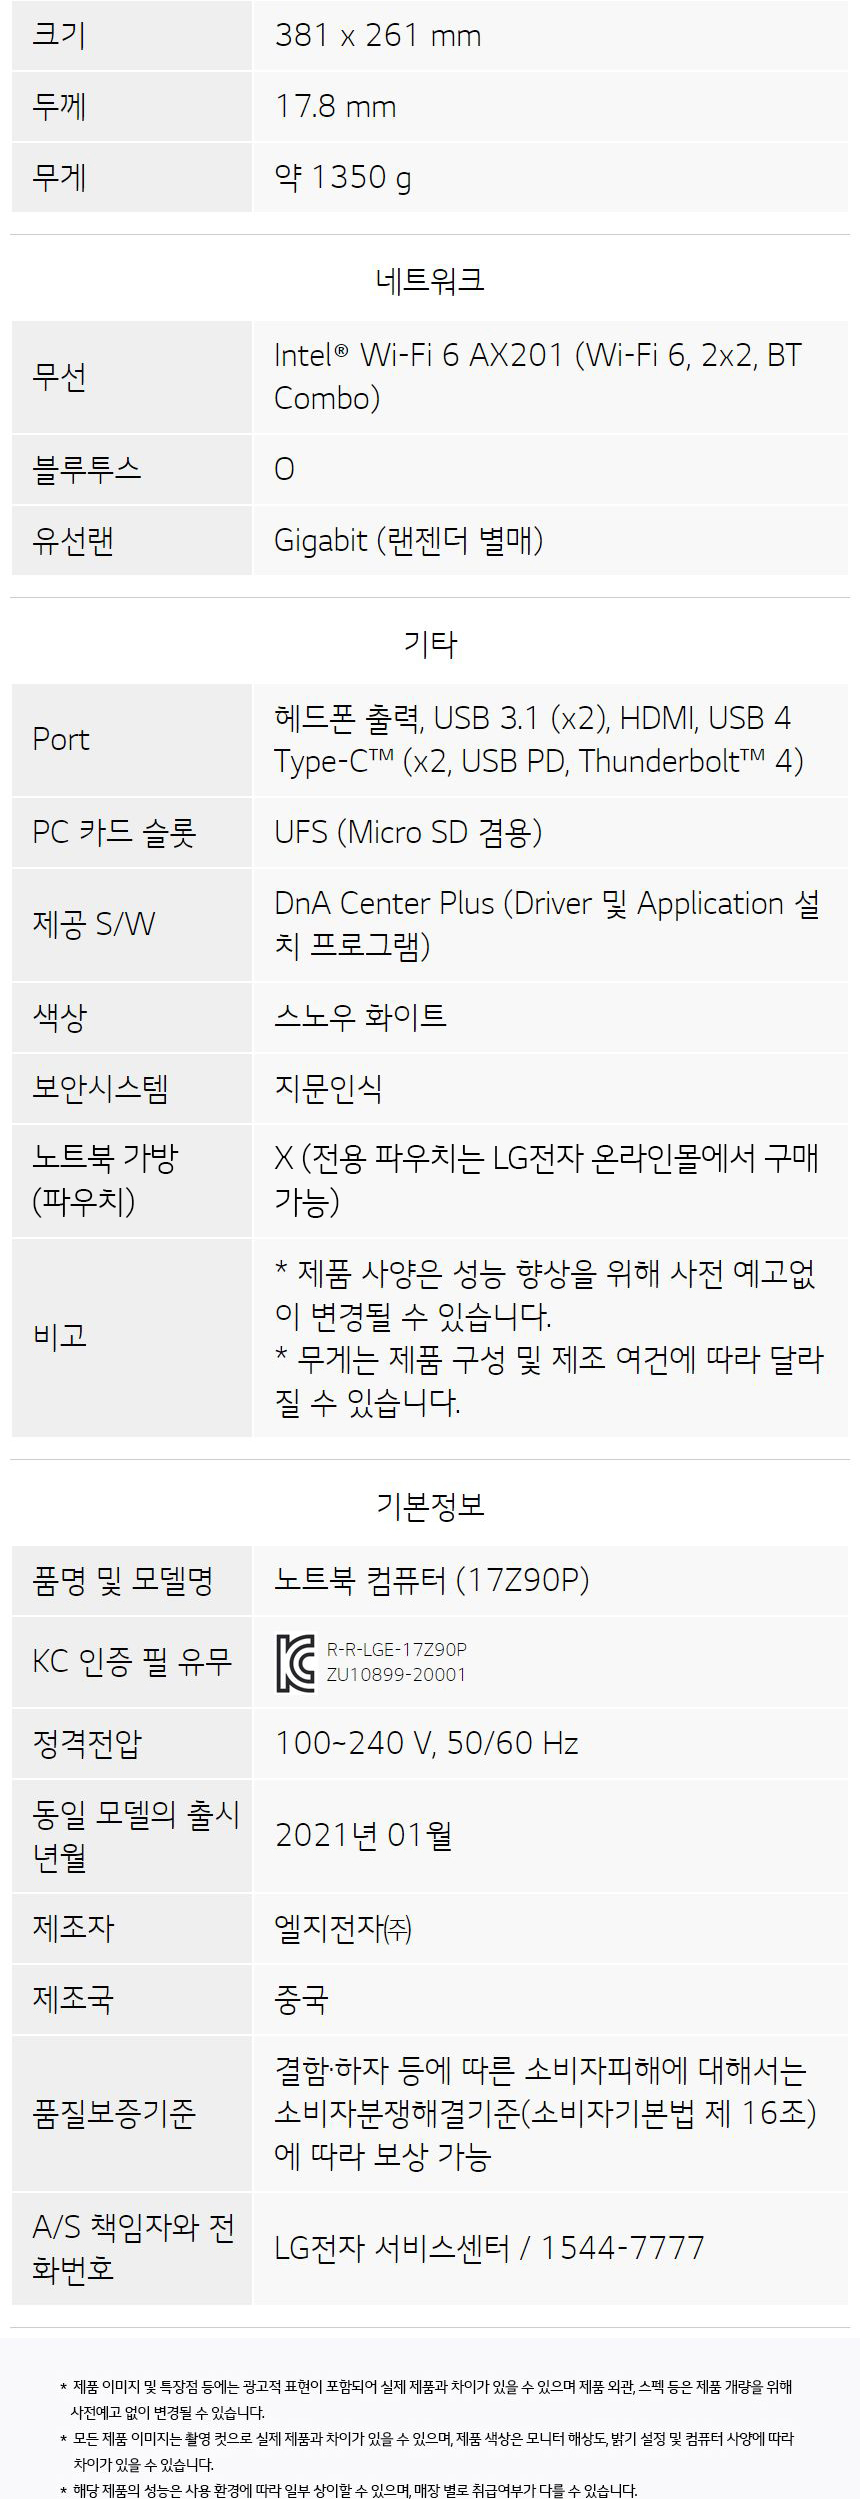 크기
381 x 261 mm
두께
17.8 mm
무게
약 1350 g
네트워크
무선
Intel® Wi-Fi 6 AX201 (Wi-Fi 6, 2x2, BT
Combo)
블루투스
O
유선랜
Gigabit (랜젠더 별매)
기타
Port
헤드폰 출력, USB 3.1 (x2), HDMI, USB 4
Type-C™ (x2, USB PD, Thunderbolt™ 4)
PC 카드 슬롯
UFS (Micro SD 겸용)
제공 S/W
DnA Center Plus (Driver 및 Application 설
치 프로그램)
색상
스노우 화이트
보안시스템
지문인식
노트북 가방
(파우치)
X (전용 파우치는 LG전자 온라인몰에서 구매
가능)
비고
* 제품 사양은 성능 향상을 위해 사전 예고없
이 변경될 수 있습니다.
* 무게는 제품 구성 및 제조 여건에 따라 달라
질 수 있습니다.
기본정보
품명 및 모델명
노트북 컴퓨터 (17Z90P)
KC 인증 필 유무
R-R-LGE-17Z90P
ZU10899-20001
정격전압
100~240 V, 50/60 Hz
동일 모델의 출시
년월
2021년 01월
제조자
엘지전자㈜
제조국
중국
품질보증기준
결함·하자 등에 따른 소비자피해에 대해서는
소비자분쟁해결기준(소비자기본법 제 16조)
에 따라 보상 가능
A/S 책임자와 전
화번호
LG전자 서비스센터 / 1544-7777
* 제품 이미지 및 특장점 등에는 광고적 표현이 포함되어 실제 제품과 차이가 있을 수 있으며 제품 외관, 스펙 등은 제품 개량을 위해
사전예고 없이 변경될 수 있습니다.
* 모든 제품 이미지는 촬영 컷으로 실제 제품과 차이가 있을 수 있으며, 제품 색상은 모니터 해상도, 밝기 설정 및 컴퓨터 사양에 따라
차이가 있을 수 있습니다.
* 해당 제품의 성능은 사용 환경에 따라 일부 상이할 수 있으며, 매장 별로 취급여부가 다를 수 있습니다.